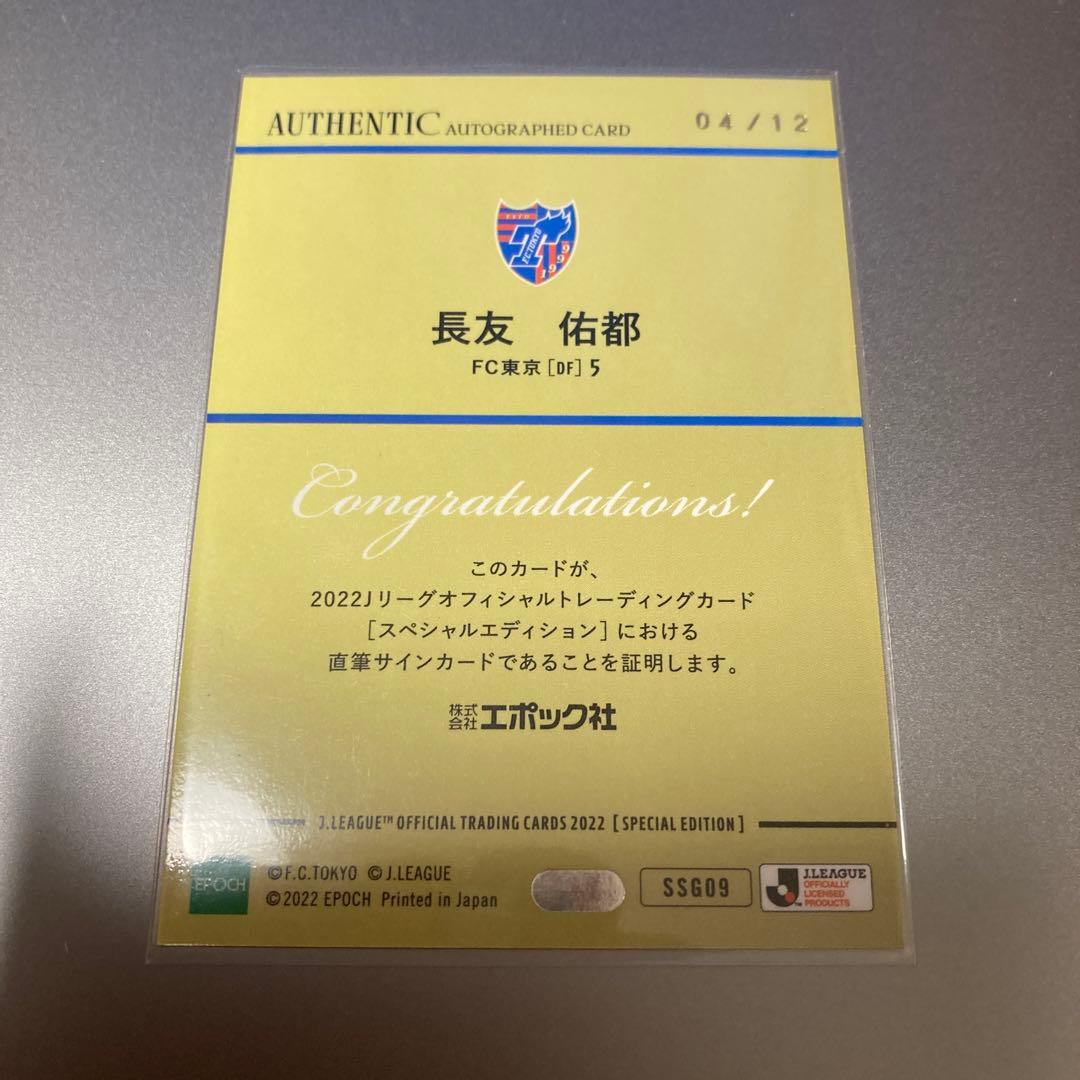 AUTHENTIC AUTOGRAPHED CARD 04/12
FCTOKYO
1999
長友 佑都
FC東京[DF]5
Congratulations!
このカードが、
2022Jリーグオフィシャルトレーディングカード
[スペシャルエディション]における
直筆サインカードであることを証明します。
株式会社エポック社
J.LEAGUE™ OFFICIAL TRADING CARDS 2022 [SPECIAL EDITION]
EPOCH
©F.C.TOKYO ©J.LEAGUE
©2022 EPOCH Printed in Japan
SSG09
J.LEAGUE
OFFICIALLY
LICENSED
PRODUCTS